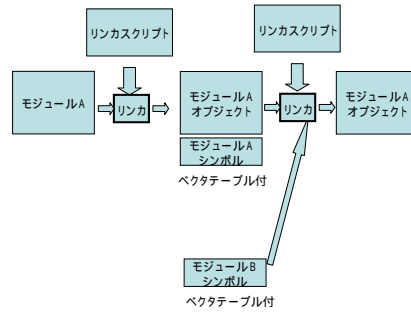 リンカスクリプト
リンカスクリプト
モジュールA
リンカ
モジュールA
オブジェクト
リンカ
モジュールA
オブジェクト
モジュールA
シンボル
ベクタテーブル付
モジュールB
シンボル
ベクタテーブル付